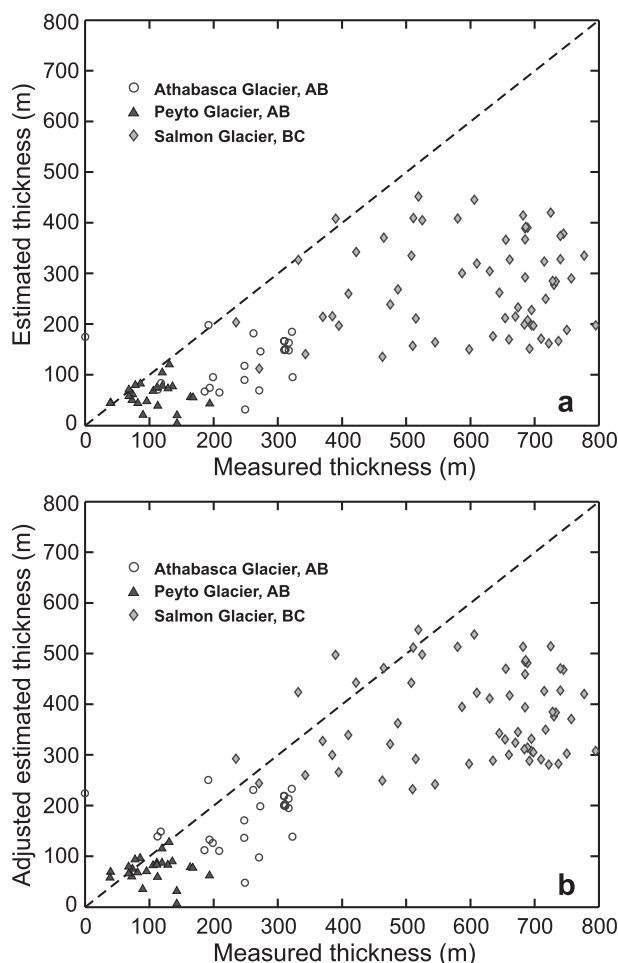 800
700
600
500
400
300
200
100
0
Estimated thickness (m)
Athabasca Glacier, AB
Peyto Glacier, AB
Salmon Glacier, BC
a
0 100 200 300 400 500 600 700 800
Measured thickness (m)
800
700
600
500
400
300
200
100
0
Adjusted estimated thickness (m)
Athabasca Glacier, AB
Peyto Glacier, AB
Salmon Glacier, BC
b
0 100 200 300 400 500 600 700 800
Measured thickness (m)